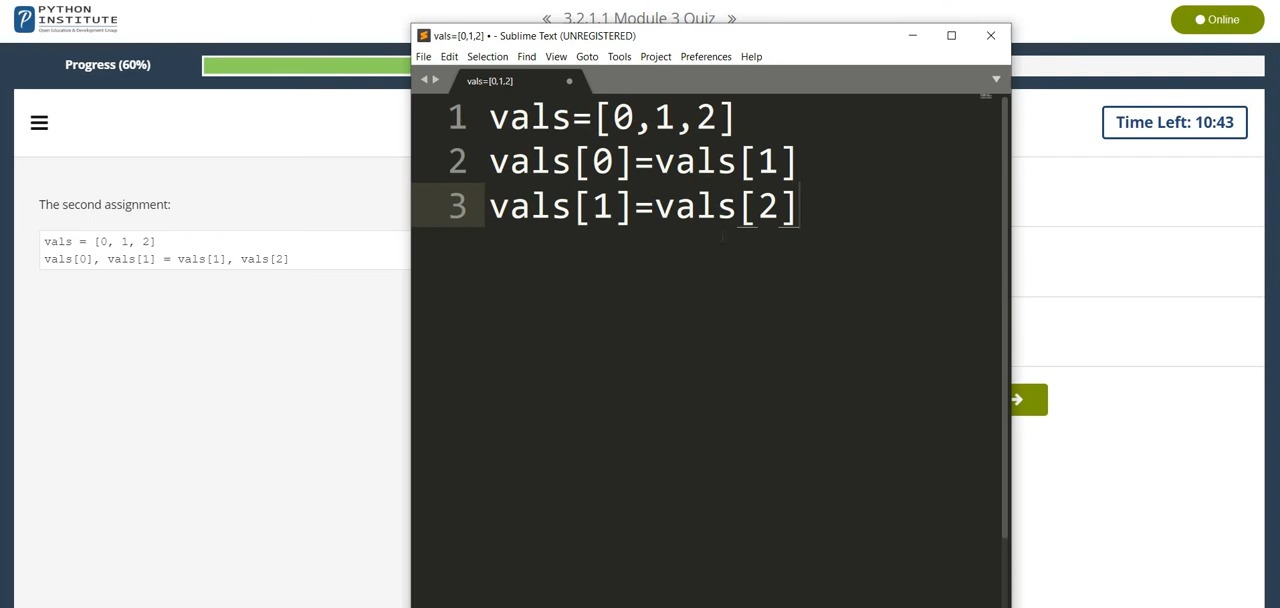 PYTHON
INSTITUTE
Open Education & Development Group
« 3.2.1.1 Module 3 Quiz »
Online
Progress (60%)
Time Left: 10:43
The second assignment:
vals = [0, 1, 2]
vals[0], vals[1] = vals[1], vals[2]
vals=[0,1,2] • - Sublime Text (UNREGISTERED)
File Edit Selection Find View Goto Tools Project Preferences Help
vals=[0,1,2]
1 vals=[0,1,2]
2 vals[0]=vals[1]
3 vals[1]=vals[2]